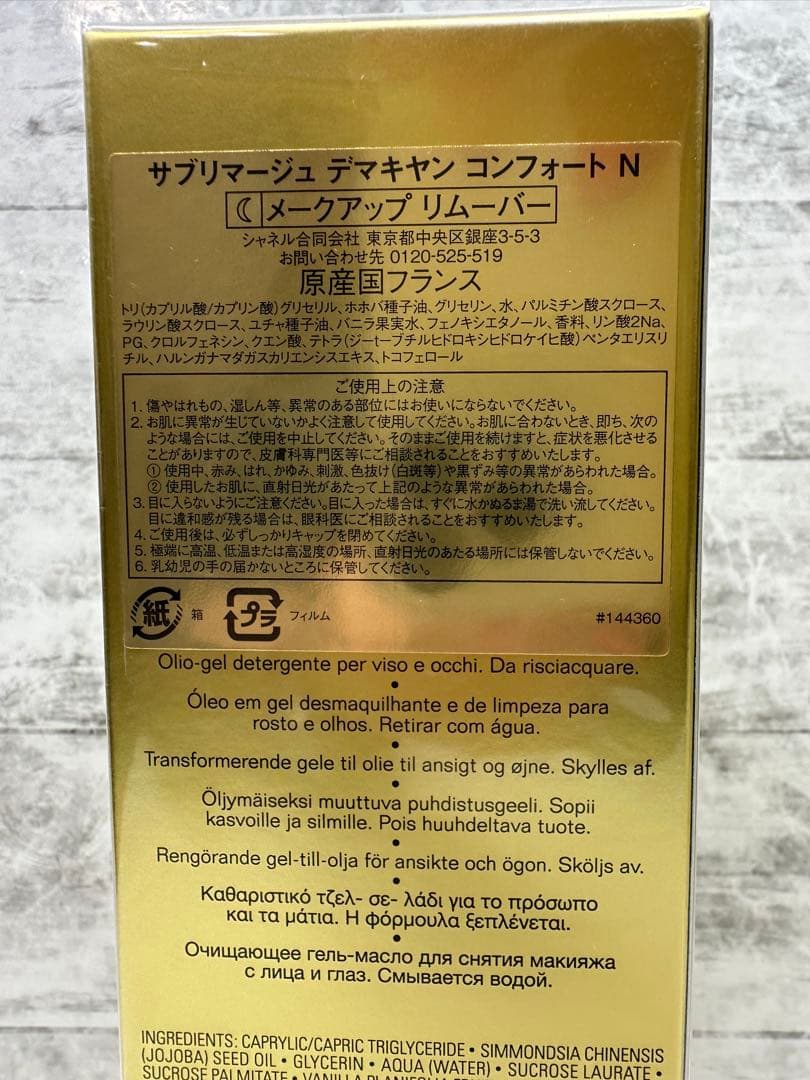 サブリマージュ デマキヤン コンフォート N
メークアップ リムーバー
シャネル合同会社 東京都中央区銀座3-5-3
お問い合わせ先 0120-525-519
原産国フランス
トリ(カプリル酸/カプリン酸)グリセリル、ホホバ種子油、グリセリン、水、パルミチン酸スクロース、
ラウリン酸スクロース、ユチャ種子油、バニラ果実水、フェノキシエタノール、香料、リン酸2Na、
PG、クロルフェネシン、クエン酸、テトラ(ジーtーブチルヒドロキシヒドロケイヒ酸)ペンタエリスリ
チル、ハルンガナマダガスカリエンシスエキス、トコフェロール
ご使用上の注意
1. 傷やはれもの、湿しん等、異常のある部位にはお使いにならないでください。
2. お肌に異常が生じていないかよく注意して使用してください。お肌に合わないとき、即ち、次の
ような場合には、ご使用を中止してください。そのままご使用を続けますと、症状を悪化させる
ことがありますので、皮膚科専門医等にご相談されることをおすすめいたします。
① 使用中、赤み、はれ、かゆみ、刺激、色抜け(白斑等)や黒ずみ等の異常があらわれた場合。
② 使用したお肌に、直射日光があたって上記のような異常があらわれた場合。
3. 目に入らないようにご注意ください。目に入った場合は、すぐに水かぬるま湯で洗い流してください。
目に違和感が残る場合は、眼科医にご相談されることをおすすめいたします。
4. ご使用後は、必ずしっかりキャップを閉めてください。
5. 極端に高温、低温または高湿度の場所、直射日光のあたる場所には保管しないでください。
6. 乳幼児の手の届かないところに保管してください。
紙 箱 プラ フィルム #144360
Olio-gel detergente per viso e occhi. Da risciacquare.
•
Óleo em gel desmaquilhante e de limpeza para
rosto e olhos. Retirar com água.
•
Transformerende gele til olie til ansigt og øjne. Skylles af.
•
Öljymäiseksi muuttuva puhdistusgeeli. Sopii
kasvoille ja silmille. Pois huuhdeltava tuote.
•
Rengörande gel-till-olja för ansikte och ögon. Sköljs av.
•
Καθαριστικό τζελ- σε- λάδι για το πρόσωπο
και τα μάτια. Η φόρμουλα ξεπλένεται.
•
Очищающее гель-масло для снятия макияжа
с лица и глаз. Смывается водой.
INGREDIENTS: CAPRYLIC/CAPRIC TRIGLYCERIDE • SIMMONDSIA CHINENSIS
(JOJOBA) SEED OIL • GLYCERIN • AQUA (WATER) • SUCROSE LAURATE •
SUCROSE PALMITATE • VANILLA PLANIFOLIA